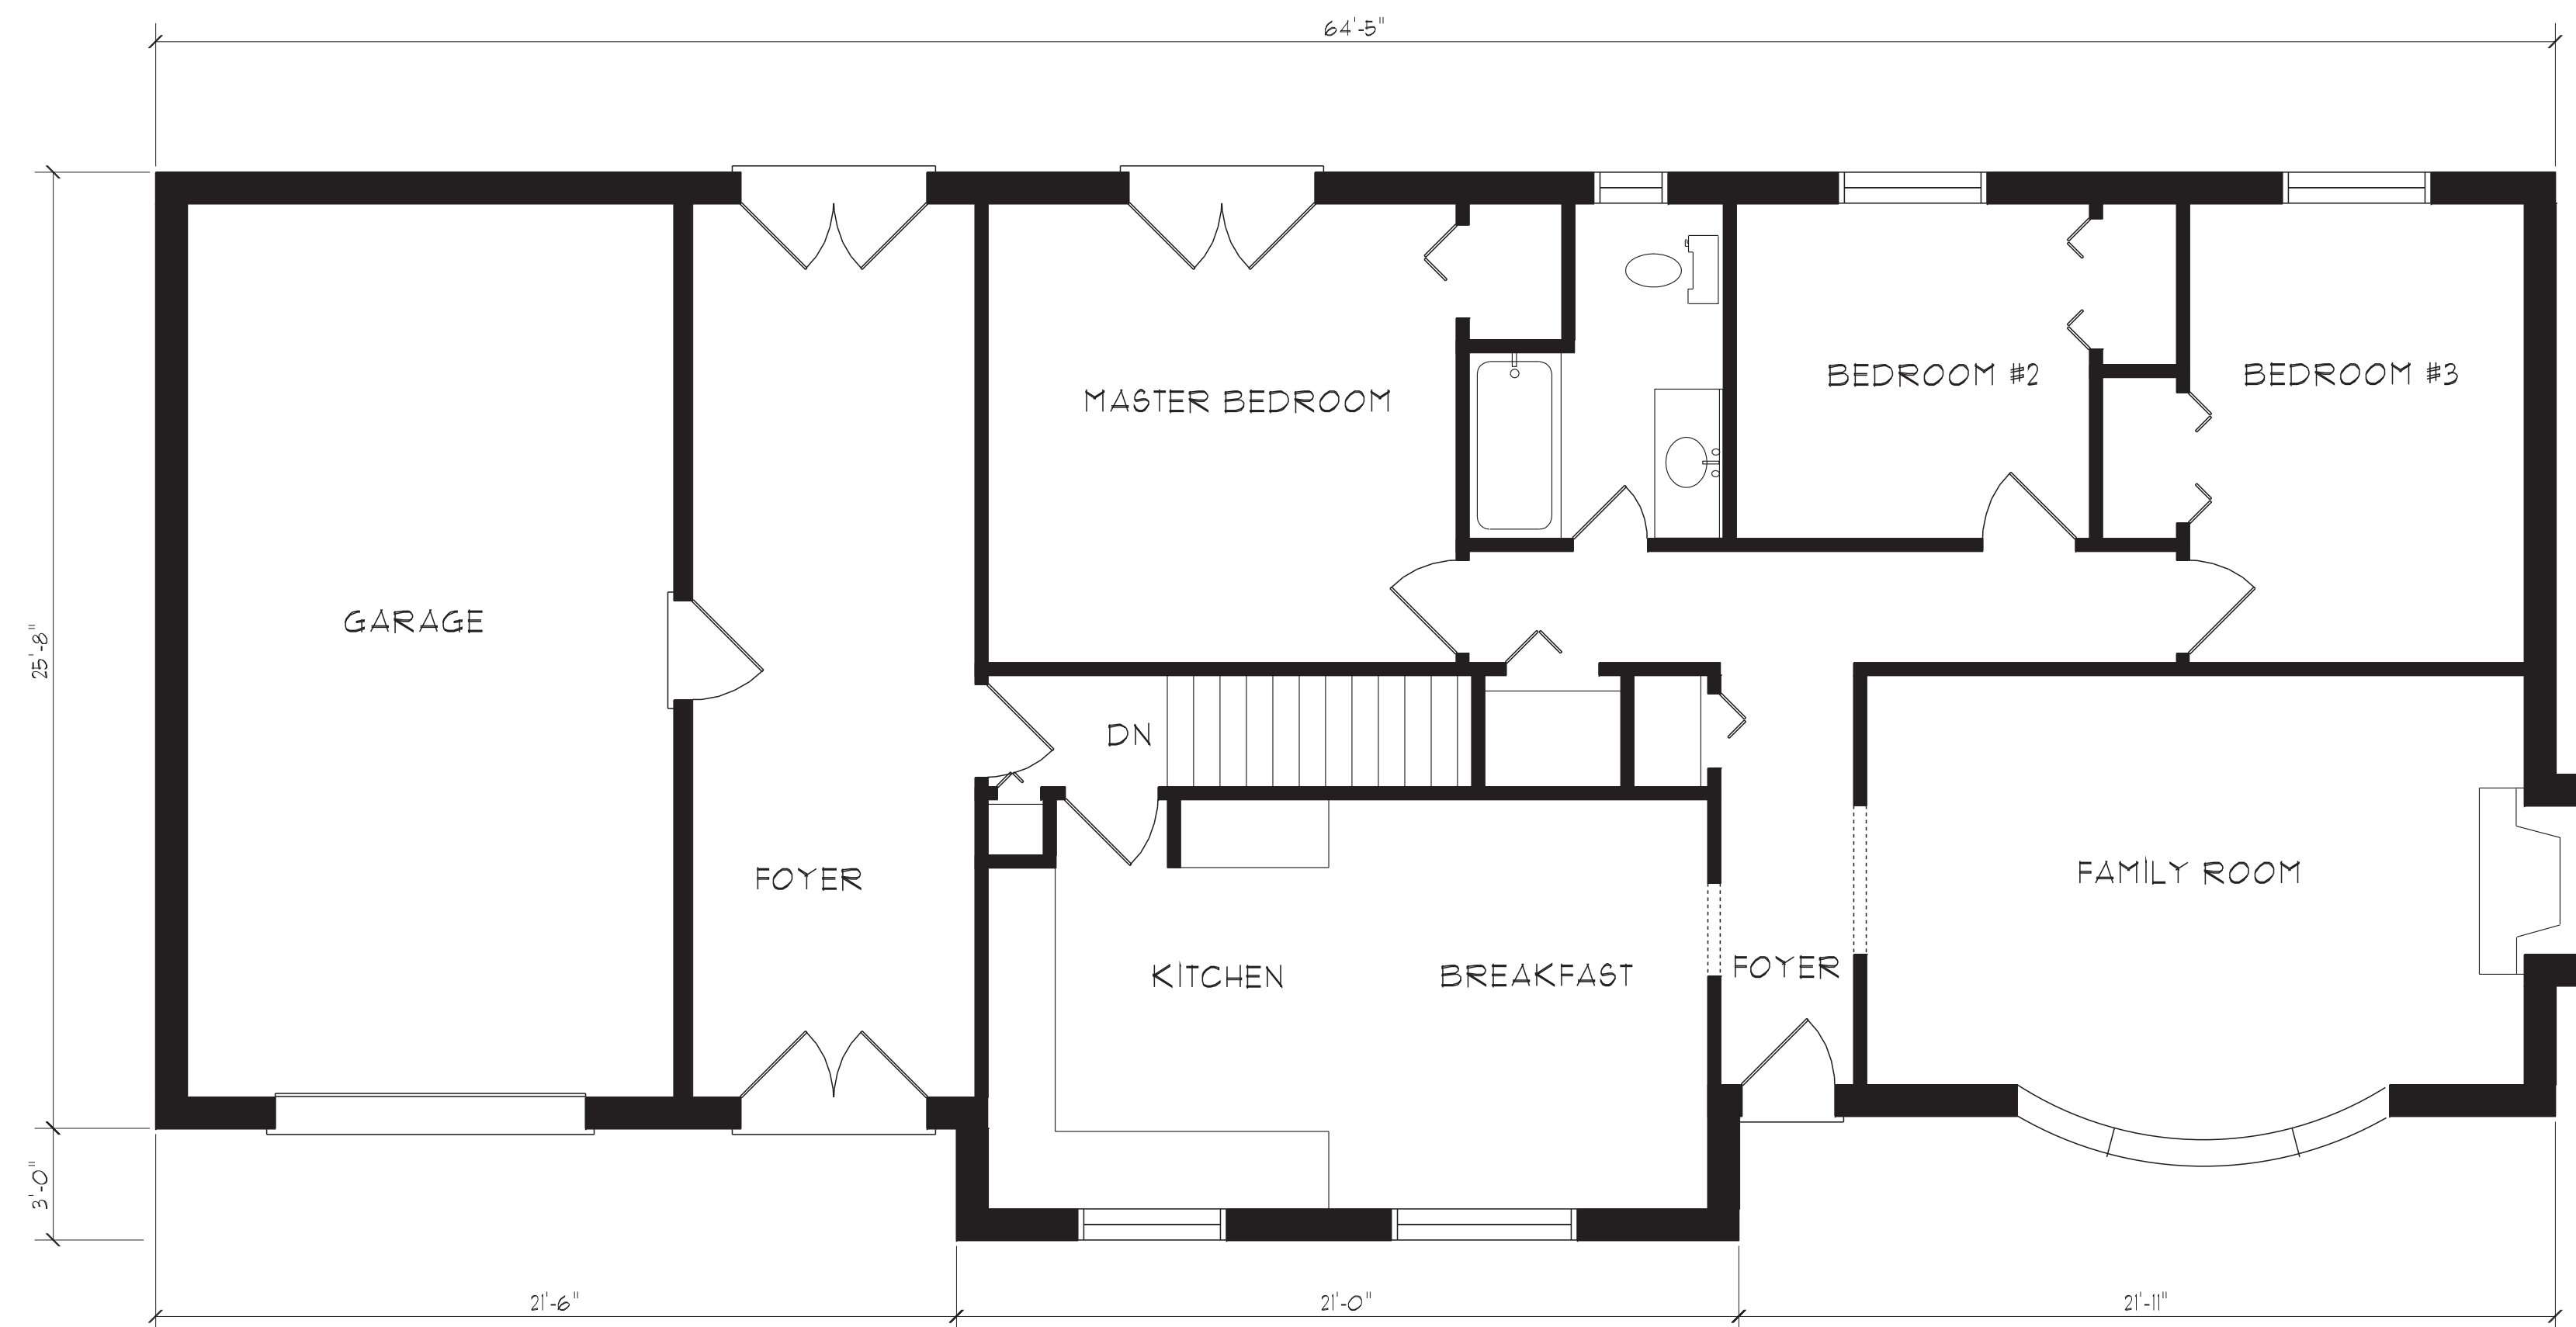 64'-5"
MASTER BEDROOM
BEDROOM #2
BEDROOM #3
GARAGE
25'-8"
DN
FOYER
FAMILY ROOM
KITCHEN
BREAKFAST
FOYER
3'-0"
21'-6"
21'-0"
21'-11"